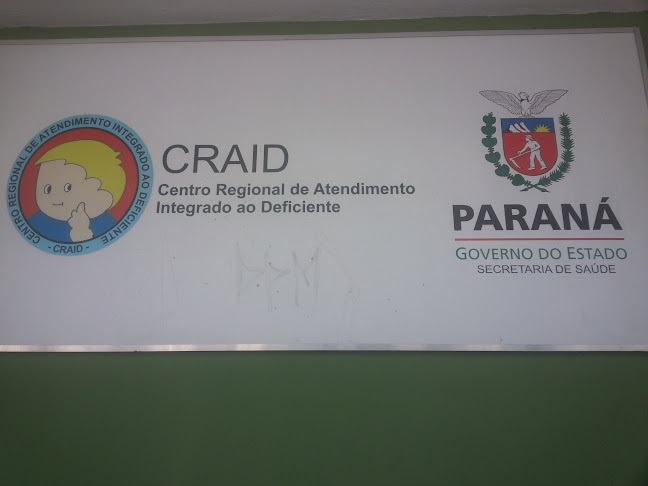 CENTRO REGIONAL DE ATENDIMENTO INTEGRADO AO DEFICIENTE
- CRAID -
CRAID
Centro Regional de Atendimento
Integrado ao Deficiente
PARANÁ
GOVERNO DO ESTADO
SECRETARIA DE SAÚDE